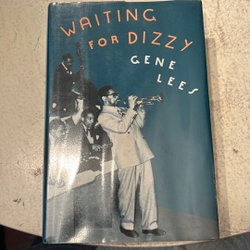 WAITING
FOR DIZZY
GENE
LEES